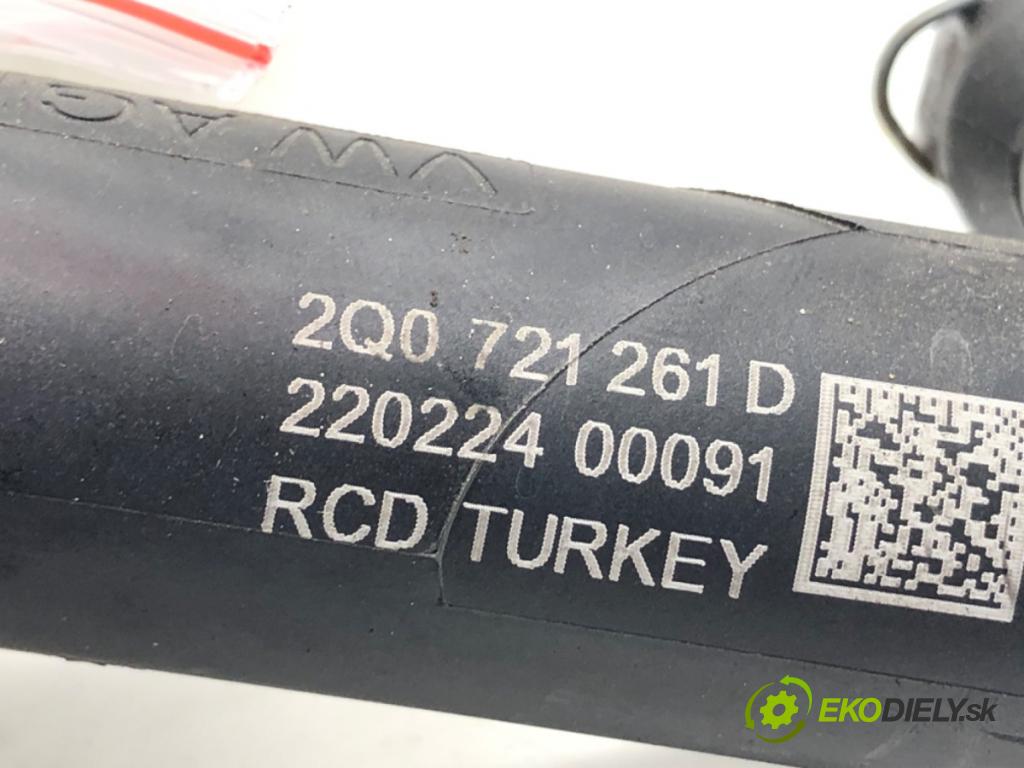 VW AG
2Q0 721 261 D
220224 00091
RCD TURKEY
EKODIELY.sk